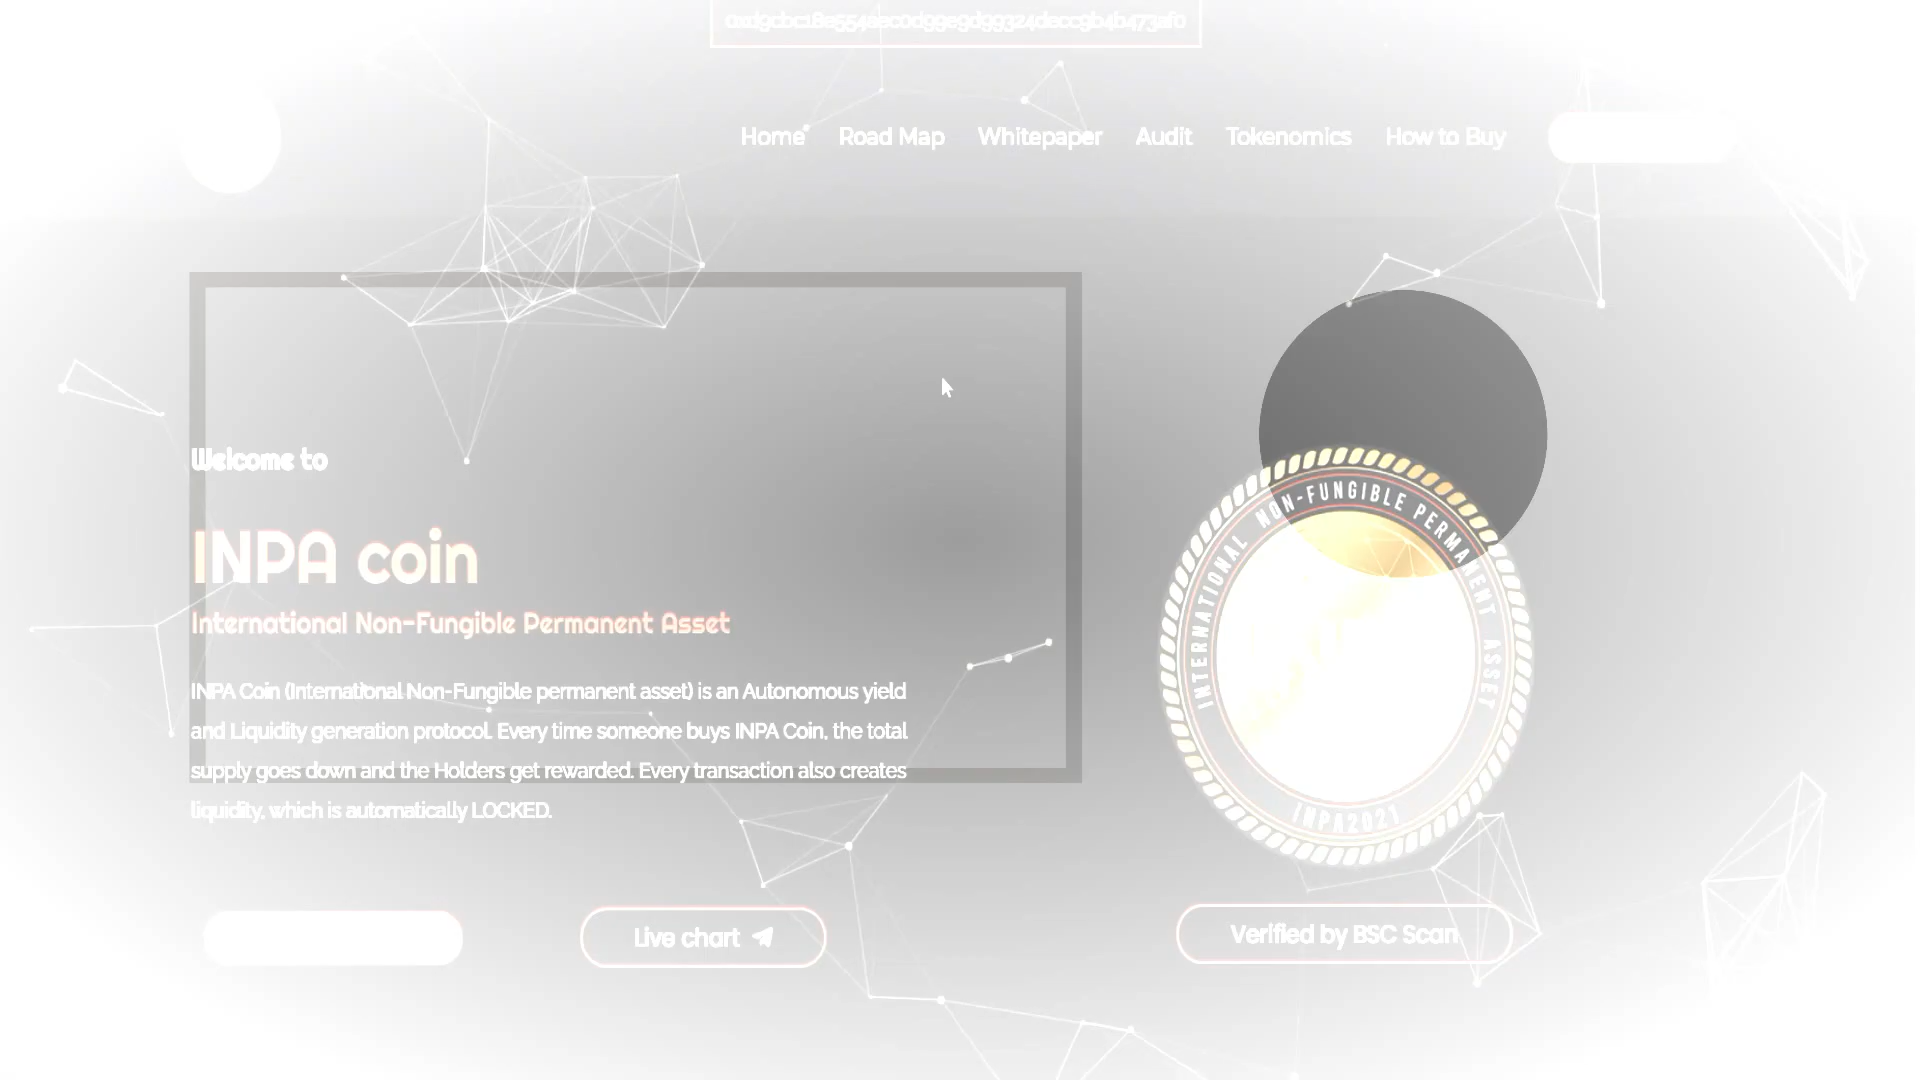 Home Road Map Whitepaper Audit Tokenomics How to Buy
Welcome to
INPA coin
International Non-Fungible Permanent Asset
INPA Coin (International Non-Fungible permanent asset) is an Autonomous yield
and Liquidity generation protocol. Every time someone buys INPA Coin, the total
supply goes down and the Holders get rewarded. Every transaction also creates
liquidity, which is automatically LOCKED.
INTERNATIONAL NON-FUNGIBLE PERMANENT ASSET
INPA2021
Live chart
Verified by BSC Scan